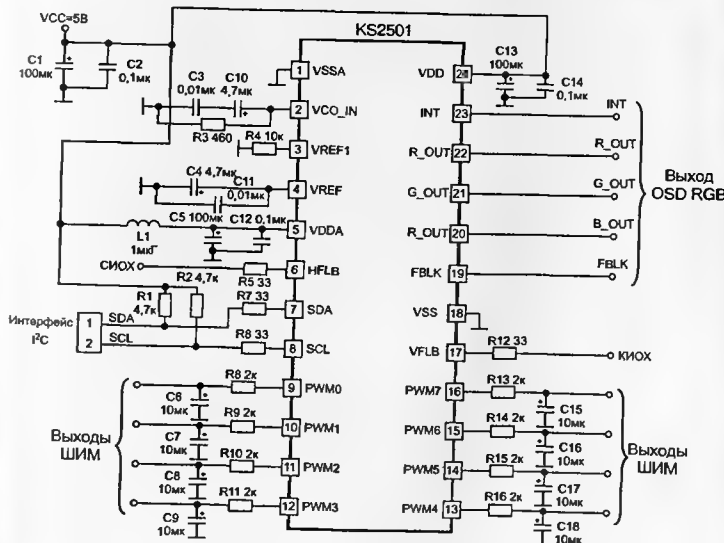 KS2501
VCC=5В
C1
100мк
C2
0,1мк
C3
0,01мк
C10
4,7мк
R3 460
R4 10к
C4 4,7мк
C11
0,01мк
C5 100мк
C12 0,1мк
L1
1мкГ
СИОХ
R5 33
R2 4,7к
R1
4,7к
R7 33
R8 33
Интерфейс
I²C
1 SDA
2 SCL
R8 2к
C6
10мк
R9 2к
C7
10мк
R10 2к
C8
10мк
R11 2к
C9
10мк
Выходы
ШИМ
1 VSSA
2 VCO_IN
3 VREF1
4 VREF
5 VDDA
6 HFLB
7 SDA
8 SCL
9 PWM0
10 PWM1
11 PWM2
12 PWM3
VDD
INT 23
R_OUT 22
G_OUT 21
R_OUT 20
FBLK 19
VSS 18
VFLB 17
PWM7 16
PWM6 15
PWM5 14
PWM4 13
C13
100мк
C14
0,1мк
INT
R_OUT
G_OUT
B_OUT
FBLK
Выход
OSD RGB
R12 33
КИОХ
R13 2к
C15
10мк
R14 2к
C16
10мк
R15 2к
C17
10мк
R16 2к
C18
10мк
Выходы
ШИМ